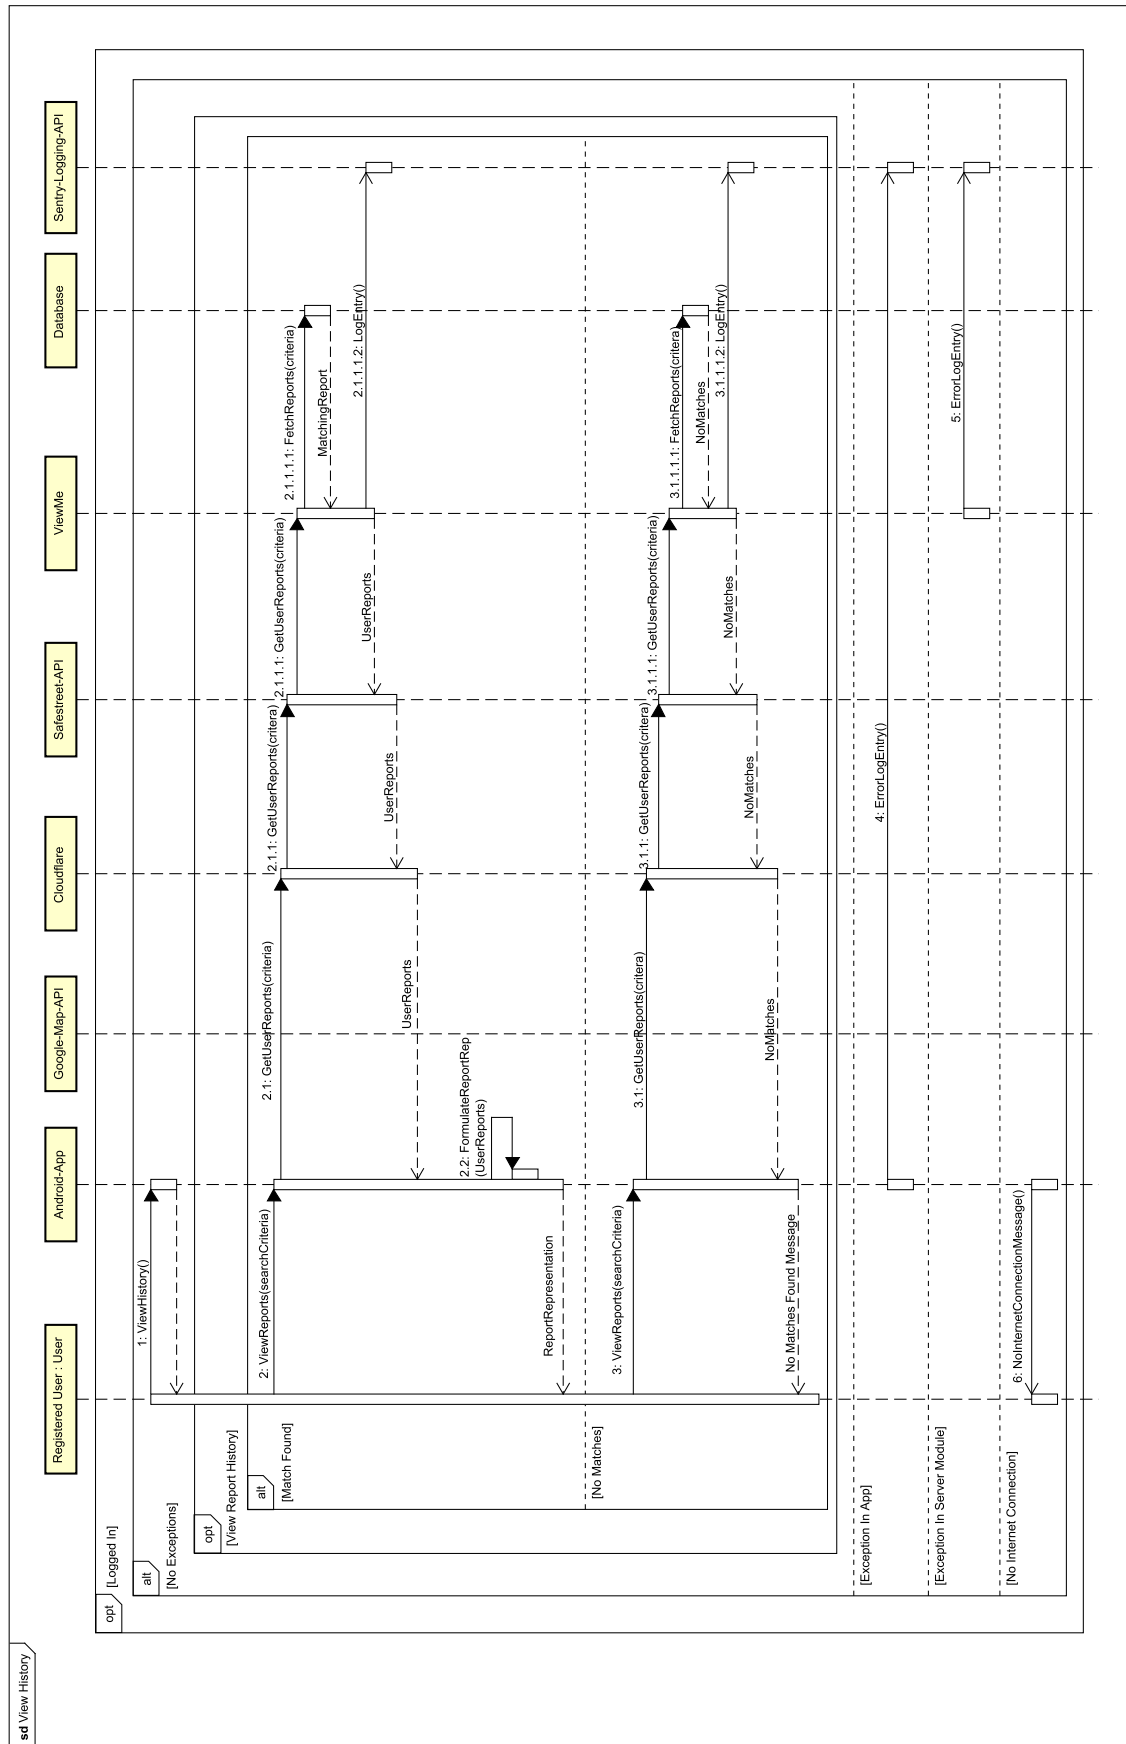 sd View History
Registered User : User
Android-App
Google-Map-API
Cloudflare
Safestreet-API
ViewMe
Database
Sentry-Logging-API
opt
[Logged In]
alt
[No Exceptions]
1: ViewHistory()
opt
[View Report History]
alt
[Match Found]
2: ViewReports(searchCriteria)
2.1: GetUserReports(criteria)
2.1.1: GetUserReports(criteria)
2.1.1.1: GetUserReports(criteria)
2.1.1.1.1: FetchReports(criteria)
MatchingReport
2.1.1.1.2: LogEntry()
UserReports
UserReports
UserReports
2.2: FormulateReportRep
(UserReports)
ReportRepresentation
[No Matches]
3: ViewReports(searchCriteria)
3.1: GetUserReports(critera)
3.1.1: GetUserReports(critera)
3.1.1.1: GetUserReports(critera)
3.1.1.1.1: FetchReports(critera)
NoMatches
3.1.1.1.2: LogEntry()
NoMatches
NoMatches
NoMatches
No Matches Found Message
[Exception In App]
4: ErrorLogEntry()
[Exception In Server Module]
5: ErrorLogEntry()
[No Internet Connection]
6: NoInternetConnectionMessage()